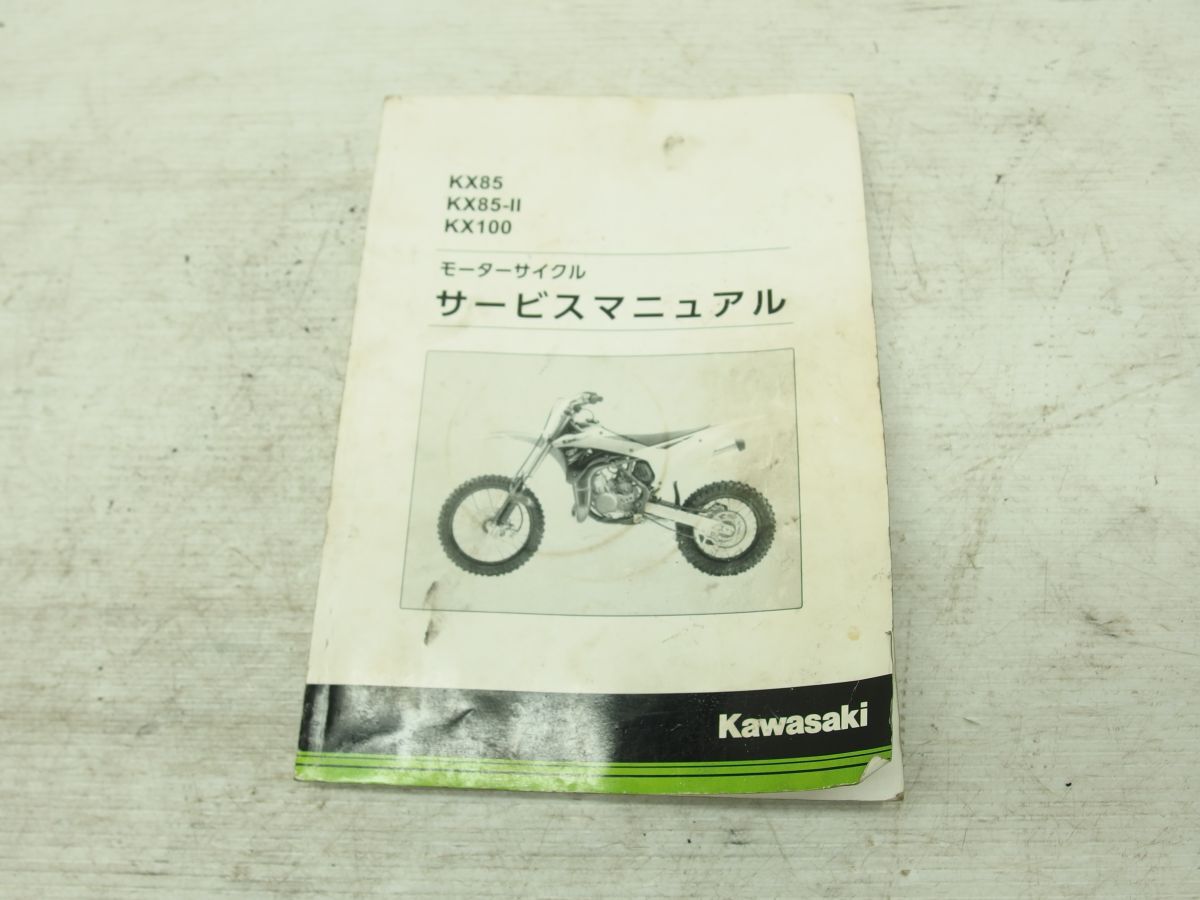 KX85
KX85-II
KX100
モーターサイクル
サービスマニュアル
Kawasaki